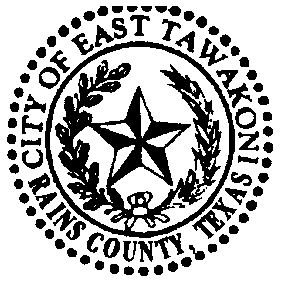 CITY OF EAST TAWAKONI
RAINS COUNTY, TEXAS